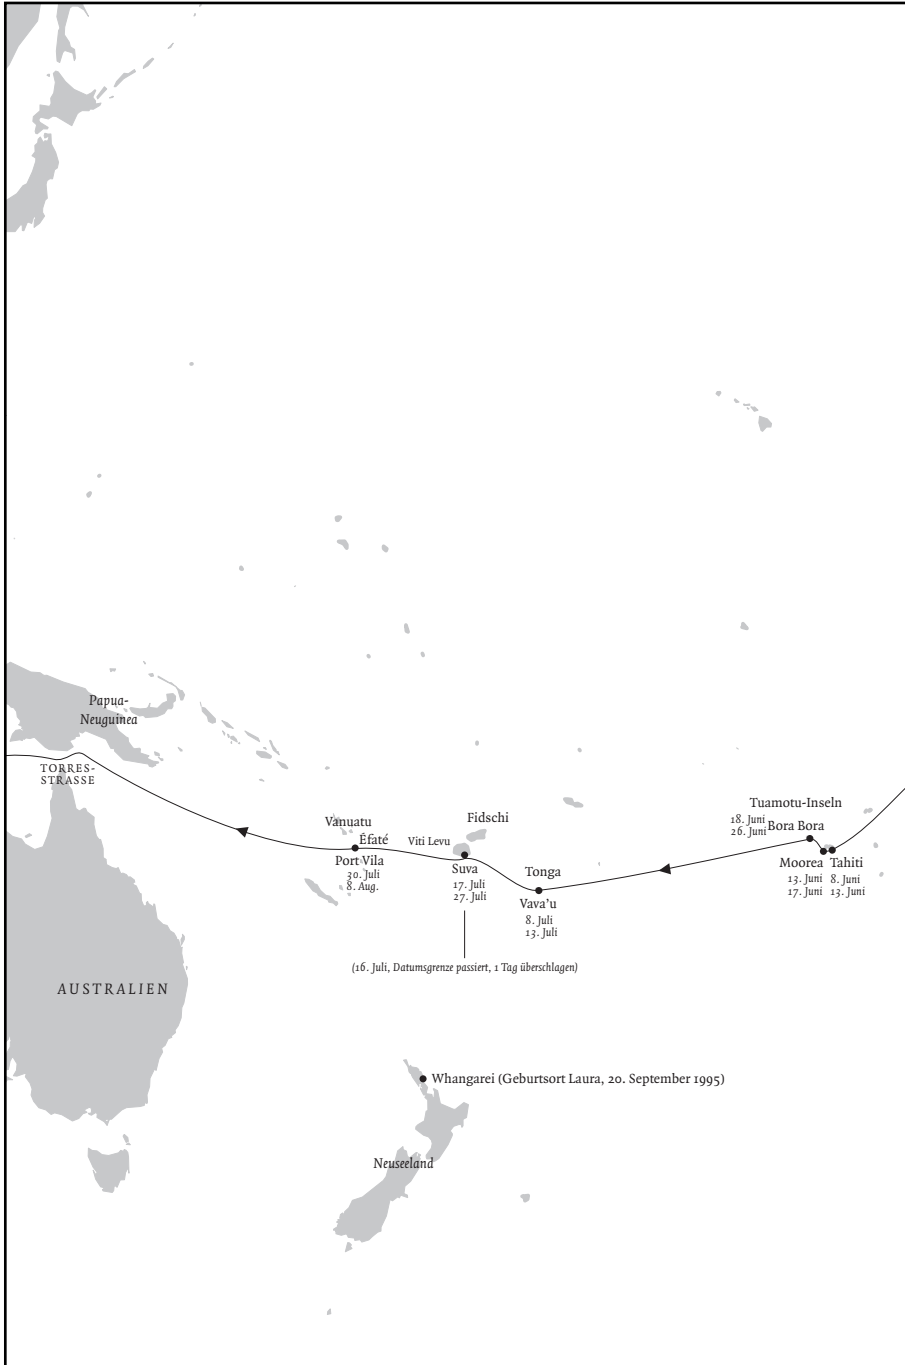 Papua-
Neuguinea
TORRES-
STRASSE
Tuamotu-Inseln
18. Juni
26. Juni
Bora Bora
Moorea
13. Juni
17. Juni
Tahiti
8. Juni
13. Juni
Vanuatu
Éfaté
Port Vila
30. Juli
8. Aug.
Viti Levu
Fidschi
Suva
17. Juli
27. Juli
Tonga
Vava'u
8. Juli
13. Juli
(16. Juli, Datumsgrenze passiert, 1 Tag überschlagen)
AUSTRALIEN
Whangarei (Geburtsort Laura, 20. September 1995)
Neuseeland